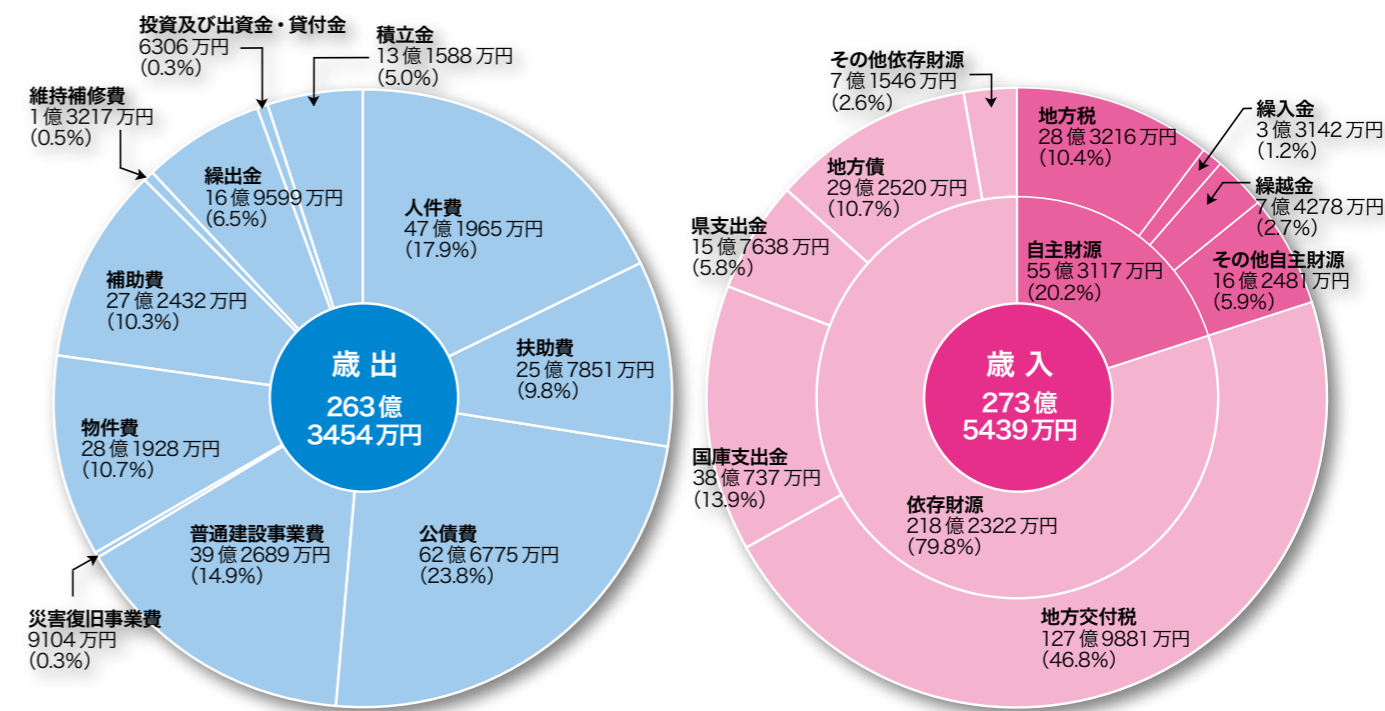 投資及び出資金・貸付金
6306万円
（0.3%）
積立金
13億1588万円
（5.0%）
維持補修費
1億3217万円
（0.5%）
繰出金
16億9599万円
（6.5%）
人件費
47億1965万円
（17.9%）
補助費
27億2432万円
（10.3%）
扶助費
25億7851万円
（9.8%）
歳出
263億
3454万円
物件費
28億1928万円
（10.7%）
普通建設事業費
39億2689万円
（14.9%）
公債費
62億6775万円
（23.8%）
災害復旧事業費
9104万円
（0.3%）
その他依存財源
7億1546万円
（2.6%）
地方税
28億3216万円
（10.4%）
繰入金
3億3142万円
（1.2%）
地方債
29億2520万円
（10.7%）
繰越金
7億4278万円
（2.7%）
県支出金
15億7638万円
（5.8%）
自主財源
55億3117万円
（20.2%）
その他自主財源
16億2481万円
（5.9%）
歳入
273億
5439万円
国庫支出金
38億737万円
（13.9%）
依存財源
218億2322万円
（79.8%）
地方交付税
127億9881万円
（46.8%）